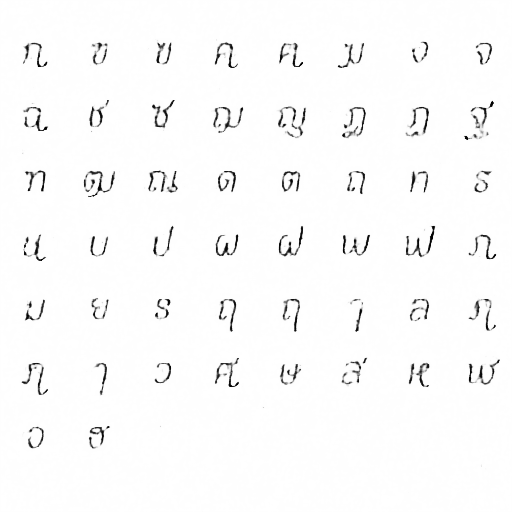 ก ข ฃ ค ฅ ฆ ง จ
ฉ ช ซ ฌ ญ ฎ ฏ ฐ
ฑ ฒ ณ ด ต ถ ท ธ
น บ ป ผ ฝ พ ฟ ภ
ม ย ร ฤ ฤ ๅ ล ฦ
ฦ ๅ ว ศ ษ ส ห ฬ
อ ฮ